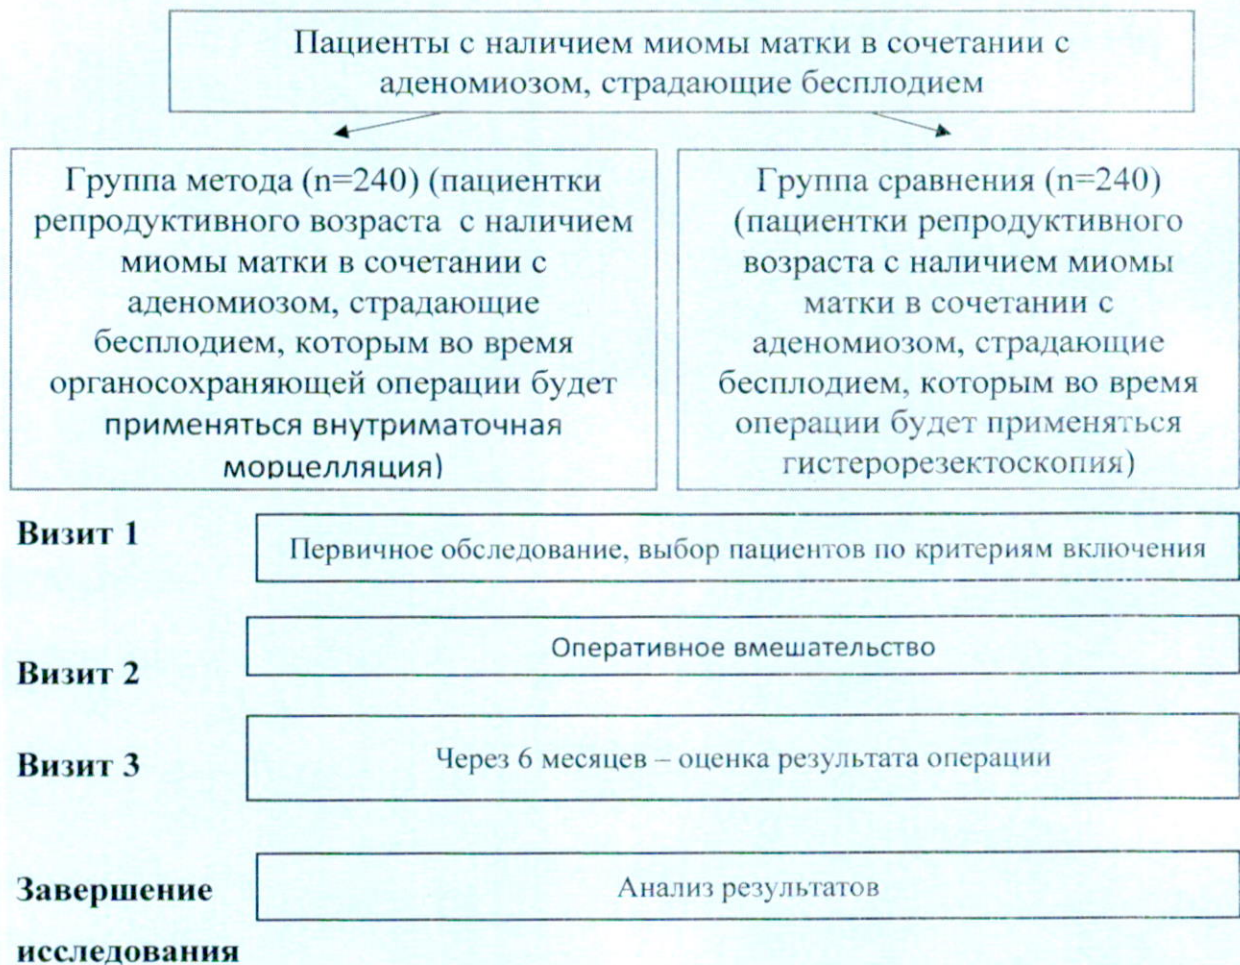 Пациенты с наличием миомы матки в сочетании с
аденомиозом, страдающие бесплодием
Группа метода (n=240) (пациентки
репродуктивного возраста с наличием
миомы матки в сочетании с
аденомиозом, страдающие
бесплодием, которым во время
органосохраняющей операции будет
применяться внутриматочная
морцелляция)
Группа сравнения (n=240)
(пациентки репродуктивного
возраста с наличием миомы
матки в сочетании с
аденомиозом, страдающие
бесплодием, которым во время
операции будет применяться
гистерорезектоскопия)
Визит 1
Первичное обследование, выбор пациентов по критериям включения
Визит 2
Оперативное вмешательство
Визит 3
Через 6 месяцев – оценка результата операции
Завершение
исследования
Анализ результатов